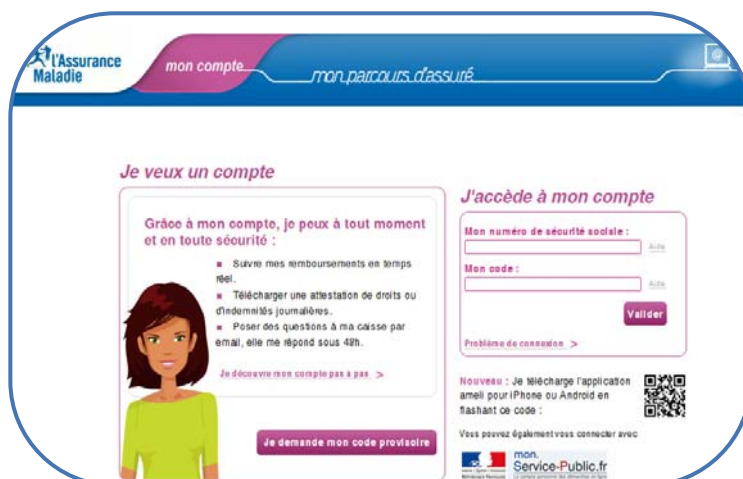 l'Assurance
Maladie
mon compte
mon parcours d'assuré
Je veux un compte
Grâce à mon compte, je peux à tout moment
et en toute sécurité :
Suivre mes remboursements en temps
réel.
Télécharger une attestation de droits ou
d'indemnités journalières.
Poser des questions à ma caisse par
email, elle me répond sous 48h.
Je découvre mon compte pas à pas >
Je demande mon code provisoire
J'accède à mon compte
Mon numéro de sécurité sociale :
Aide
Mon code :
Aide
Valider
Problème de connexion >
Nouveau : Je télécharge l'application
ameli pour iPhone ou Android en
flashant ce code :
Vous pouvez également vous connecter avec
mon.
Service-Public.fr